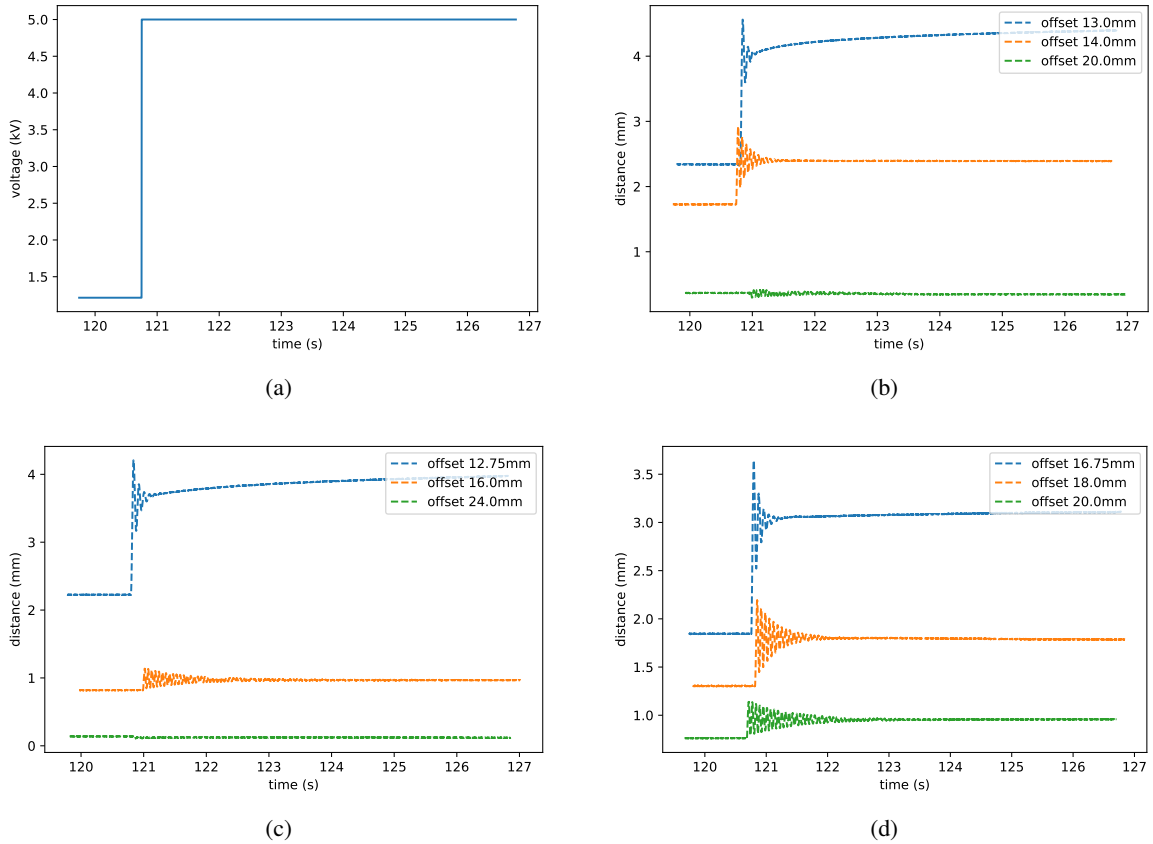 5.0
4.5
4.0
3.5
3.0
2.5
2.0
1.5
voltage (kV)
120 121 122 123 124 125 126 127
time (s)
(a)
offset 13.0mm
offset 14.0mm
offset 20.0mm
4
3
2
1
distance (mm)
120 121 122 123 124 125 126 127
time (s)
(b)
offset 12.75mm
offset 16.0mm
offset 24.0mm
4
3
2
1
0
distance (mm)
120 121 122 123 124 125 126 127
time (s)
(c)
offset 16.75mm
offset 18.0mm
offset 20.0mm
3.5
3.0
2.5
2.0
1.5
1.0
distance (mm)
120 121 122 123 124 125 126 127
time (s)
(d)